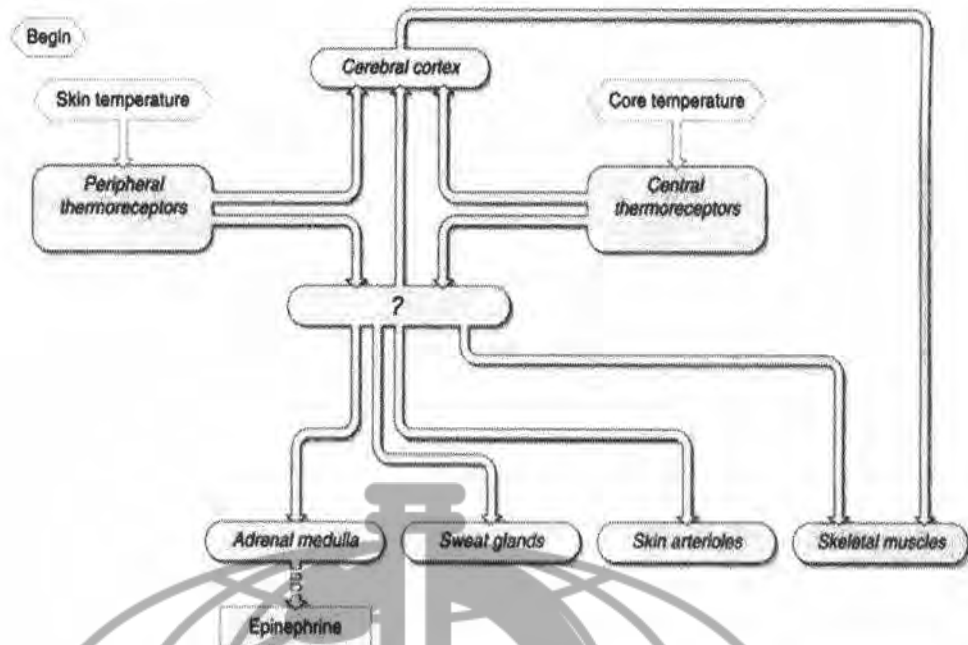 Begin
Cerebral cortex
Skin temperature
Core temperature
Peripheral
thermoreceptors
Central
thermoreceptors
?
Adrenal medulla
Sweat glands
Skin arterioles
Skeletal muscles
Epinephrine